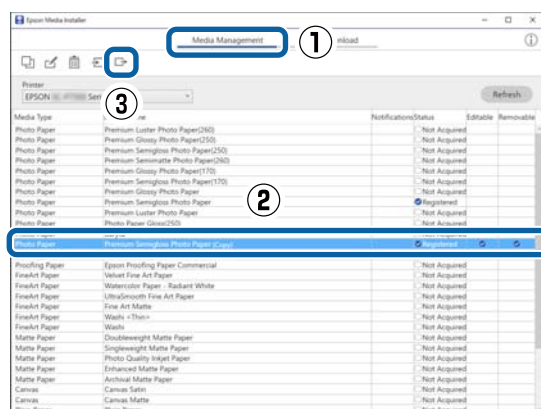 Epson Media Installer
Media Management
nload
①
②
③
Printer
EPSON
Seri
Refresh
Media Type
Notifications Status Editable Removable
Photo Paper Premium Luster Photo Paper(260) Not Acquired
Photo Paper Premium Glossy Photo Paper(250) Not Acquired
Photo Paper Premium Semigloss Photo Paper(250) Not Acquired
Photo Paper Premium Semimatte Photo Paper(260) Not Acquired
Photo Paper Premium Glossy Photo Paper(170) Not Acquired
Photo Paper Premium Semigloss Photo Paper(170) Not Acquired
Photo Paper Premium Glossy Photo Paper Not Acquired
Photo Paper Premium Semigloss Photo Paper Registered
Photo Paper Premium Luster Photo Paper Not Acquired
Photo Paper Photo Paper Gloss(250) Not Acquired
Photo Paper Premium Semigloss Photo Paper (Copy) Registered
Proofing Paper Epson Proofing Paper Commercial Not Acquired
FineArt Paper Velvet Fine Art Paper Not Acquired
FineArt Paper Watercolor Paper - Radiant White Not Acquired
FineArt Paper UltraSmooth Fine Art Paper Not Acquired
FineArt Paper Fine Art Matte Not Acquired
FineArt Paper Washi <Thin> Not Acquired
FineArt Paper Washi Not Acquired
Matte Paper Doubleweight Matte Paper Not Acquired
Matte Paper Singleweight Matte Paper Not Acquired
Matte Paper Photo Quality Inkjet Paper Not Acquired
Matte Paper Enhanced Matte Paper Not Acquired
Matte Paper Archival Matte Paper Not Acquired
Canvas Canvas Satin Not Acquired
Canvas Canvas Matte Not Acquired